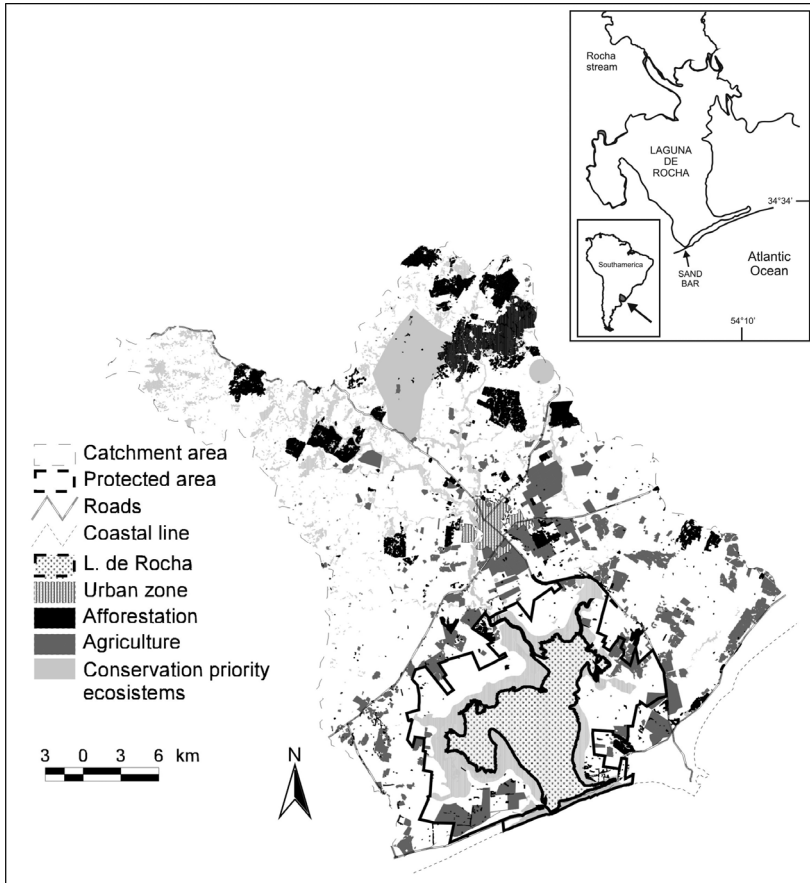 Rocha
stream
LAGUNA
DE
ROCHA
34°34'
Southamerica
SAND
BAR
Atlantic
Ocean
54°10'
Catchment area
Protected area
Roads
Coastal line
L. de Rocha
Urban zone
Afforestation
Agriculture
Conservation priority
ecosistems
3 0 3 6 km
N